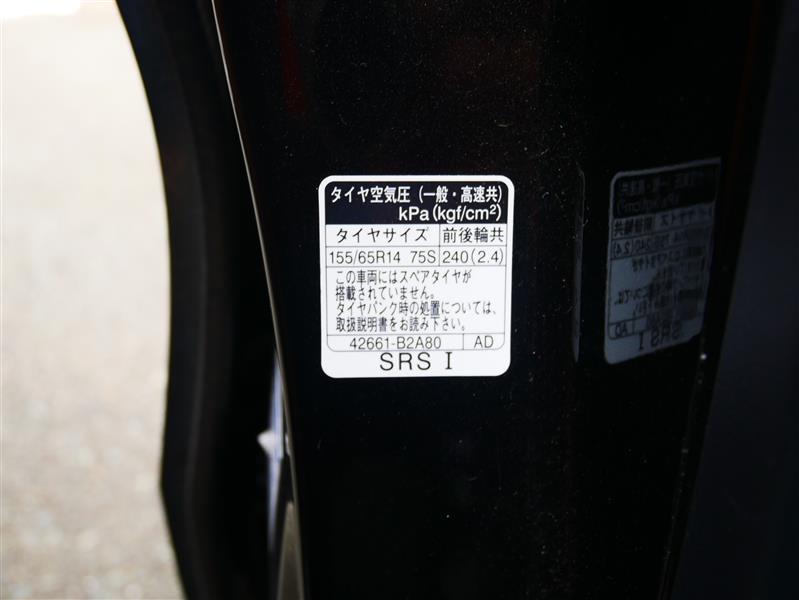 タイヤ空気圧（一般・高速共）
kPa(kgf/cm²)
タイヤサイズ 前後輪共
155/65R14 75S 240(2.4)
この車両にはスペアタイヤが
搭載されていません。
タイヤパンク時の処置については、
取扱説明書をお読み下さい。
42661-B2A80 AD
SRS I